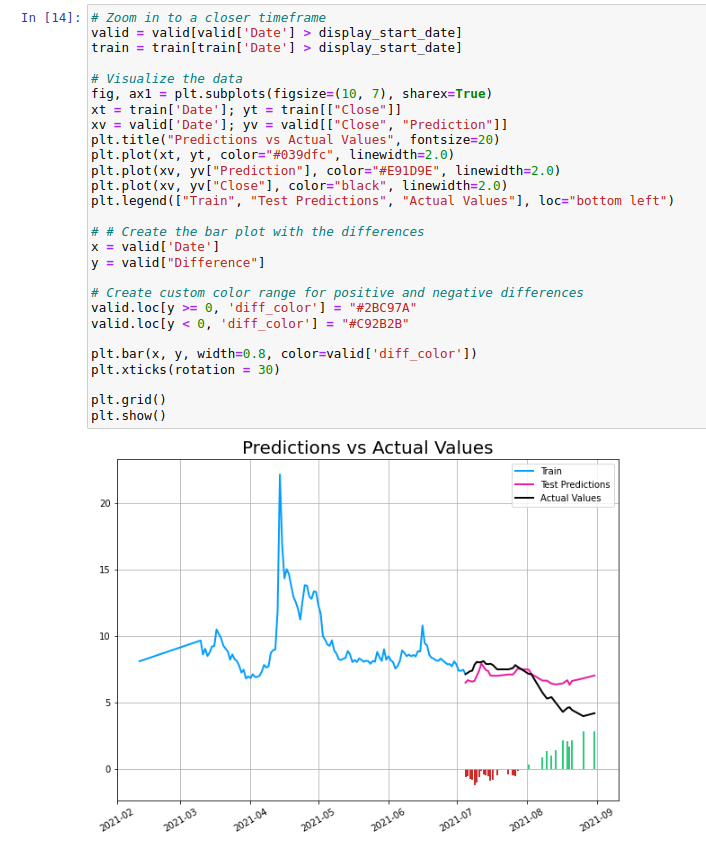 In [14]: # Zoom in to a closer timeframe
valid = valid[valid['Date'] > display_start_date]
train = train[train['Date'] > display_start_date]
# Visualize the data
fig, ax1 = plt.subplots(figsize=(10, 7), sharex=True)
xt = train['Date']; yt = train[["Close"]]
xv = valid['Date']; yv = valid[["Close", "Prediction"]]
plt.title("Predictions vs Actual Values", fontsize=20)
plt.plot(xt, yt, color="#039dfc", linewidth=2.0)
plt.plot(xv, yv["Prediction"], color="#E91D9E", linewidth=2.0)
plt.plot(xv, yv["Close"], color="black", linewidth=2.0)
plt.legend(["Train", "Test Predictions", "Actual Values"], loc="bottom left")
# # Create the bar plot with the differences
x = valid['Date']
y = valid["Difference"]
# Create custom color range for positive and negative differences
valid.loc[y >= 0, 'diff_color'] = "#2BC97A"
valid.loc[y < 0, 'diff_color'] = "#C92B2B"
plt.bar(x, y, width=0.8, color=valid['diff_color'])
plt.xticks(rotation = 30)
plt.grid()
plt.show()
Predictions vs Actual Values
Train
Test Predictions
Actual Values
20
15
10
5
0
2021-02 2021-03 2021-04 2021-05 2021-06 2021-07 2021-08 2021-09